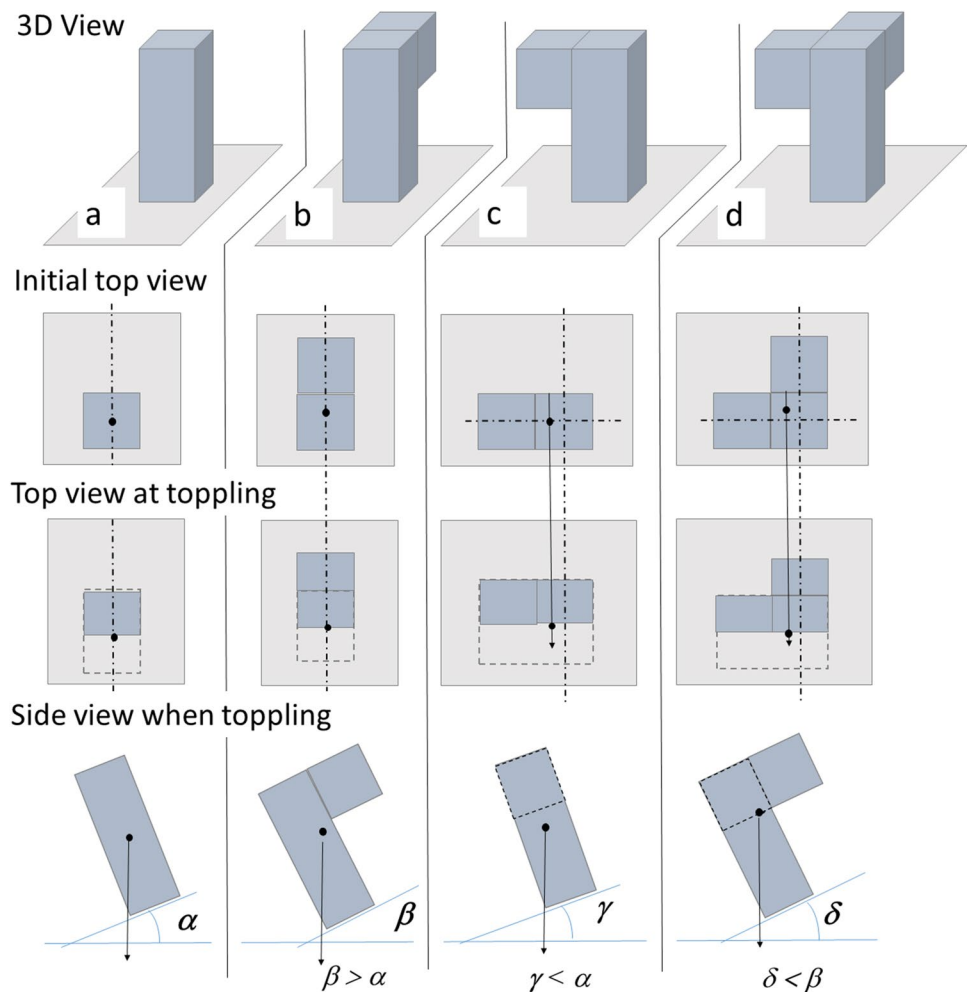 3D View
a
b
c
d
Initial top view
Top view at toppling
Side view when toppling
α
β
γ
δ
β > α
γ < α
δ < β